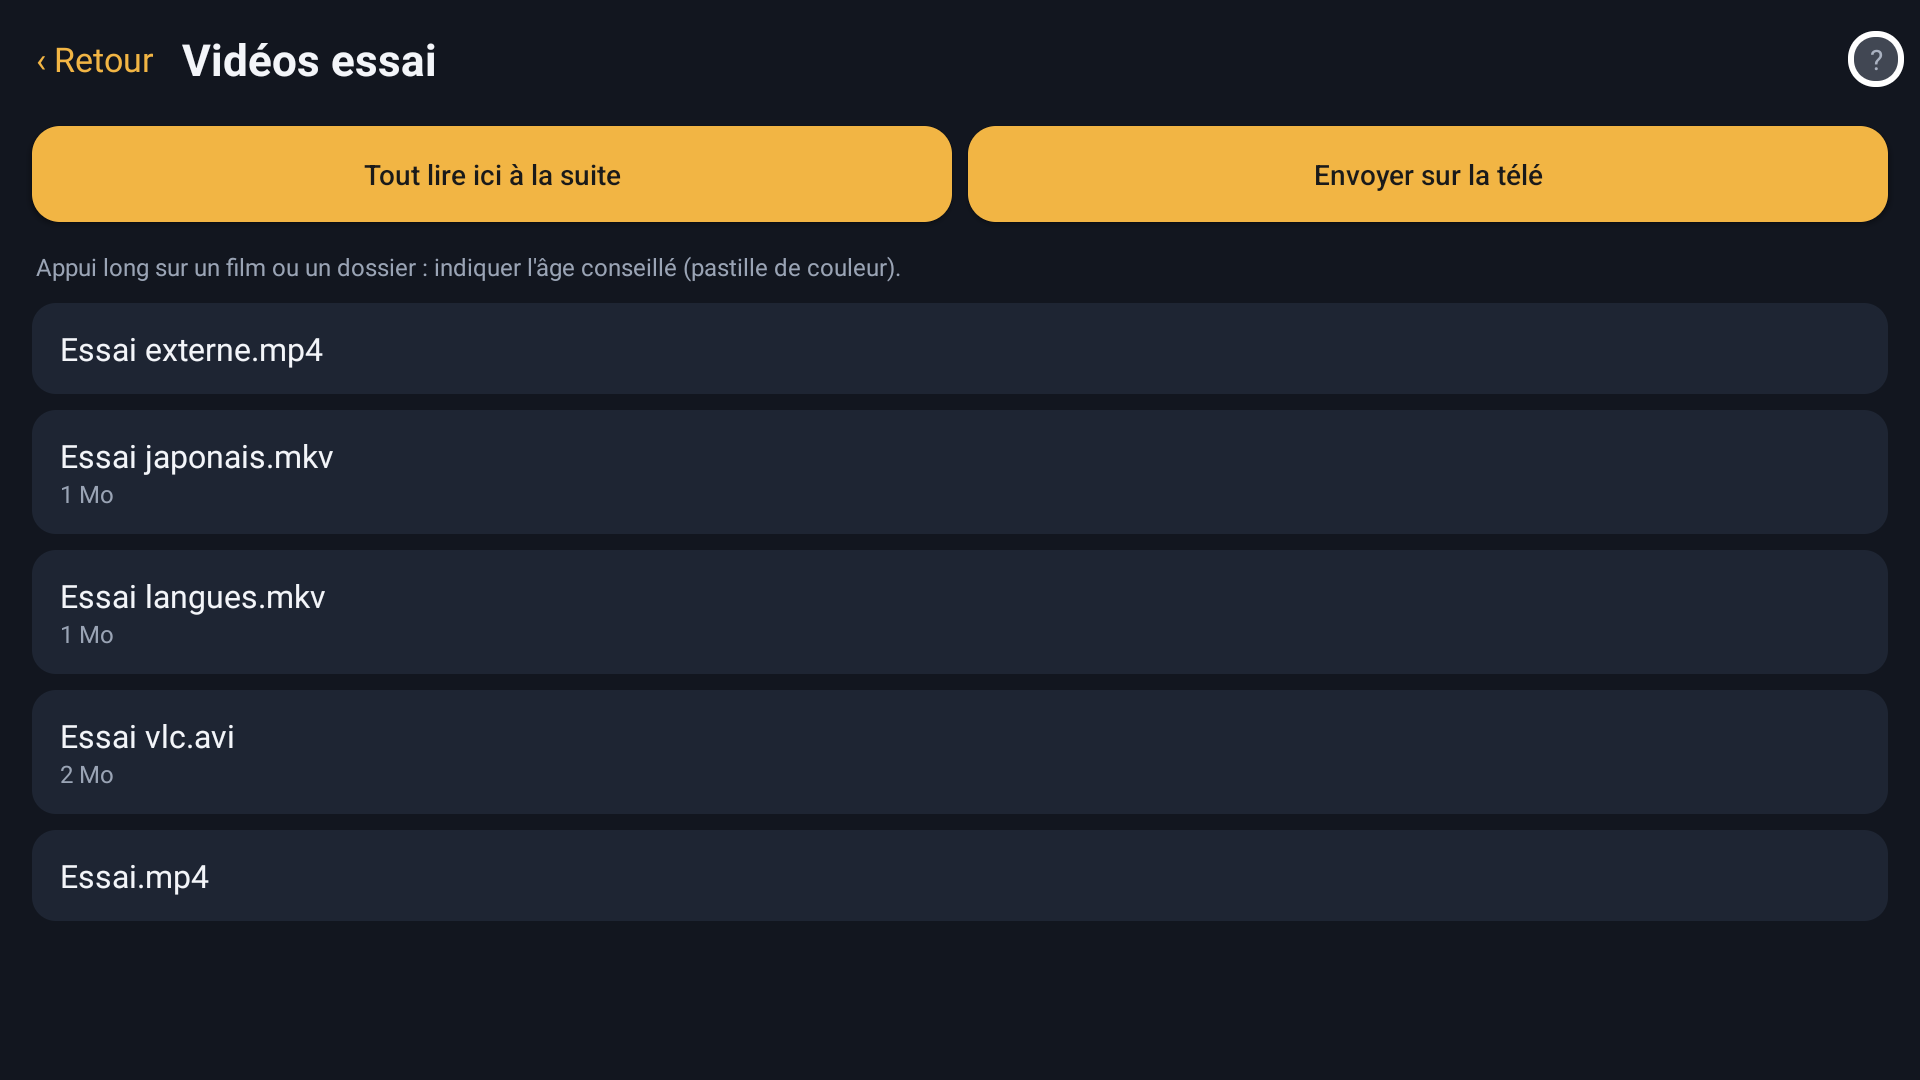 ‹ Retour
Vidéos essai
?
Tout lire ici à la suite
Envoyer sur la télé
Appui long sur un film ou un dossier : indiquer l'âge conseillé (pastille de couleur).
Essai externe.mp4
Essai japonais.mkv
1 Mo
Essai langues.mkv
1 Mo
Essai vlc.avi
2 Mo
Essai.mp4